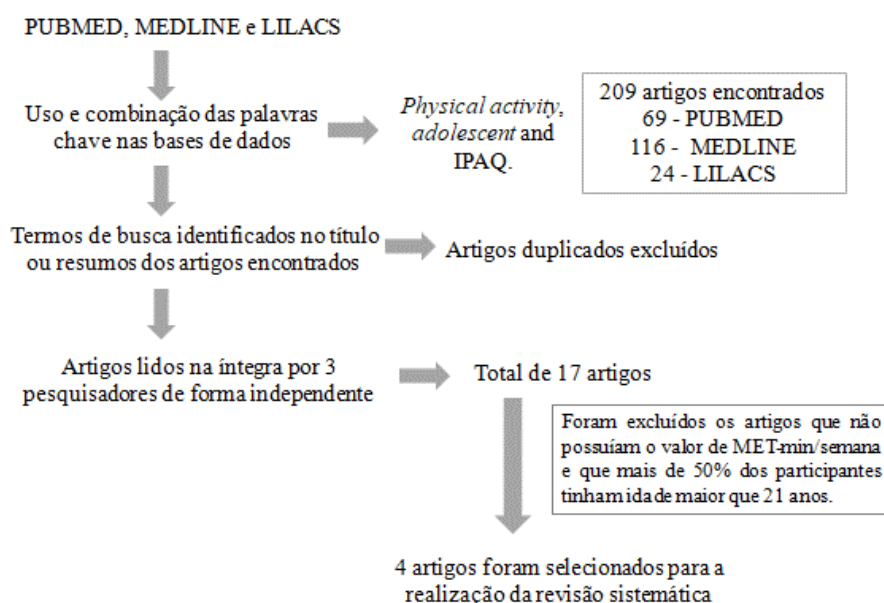 PUBMED, MEDLINE e LILACS
Uso e combinação das palavras
chave nas bases de dados
Physical activity,
adolescent and
IPAQ.
209 artigos encontrados
69 - PUBMED
116 - MEDLINE
24 - LILACS
Termos de busca identificados no título
ou resumos dos artigos encontrados
Artigos duplicados excluídos
Artigos lidos na íntegra por 3
pesquisadores de forma independente
Total de 17 artigos
Foram excluídos os artigos que não
possuíam o valor de MET-min/semana
e que mais de 50% dos participantes
tinham idade maior que 21 anos.
4 artigos foram selecionados para a
realização da revisão sistemática